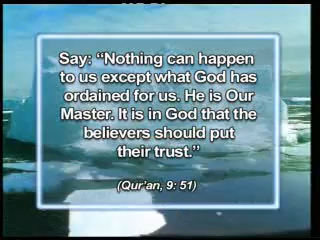 Say: “Nothing can happen
to us except what God has
ordained for us. He is Our
Master. It is in God that the
believers should put
their trust.”
(Qur’an, 9: 51)